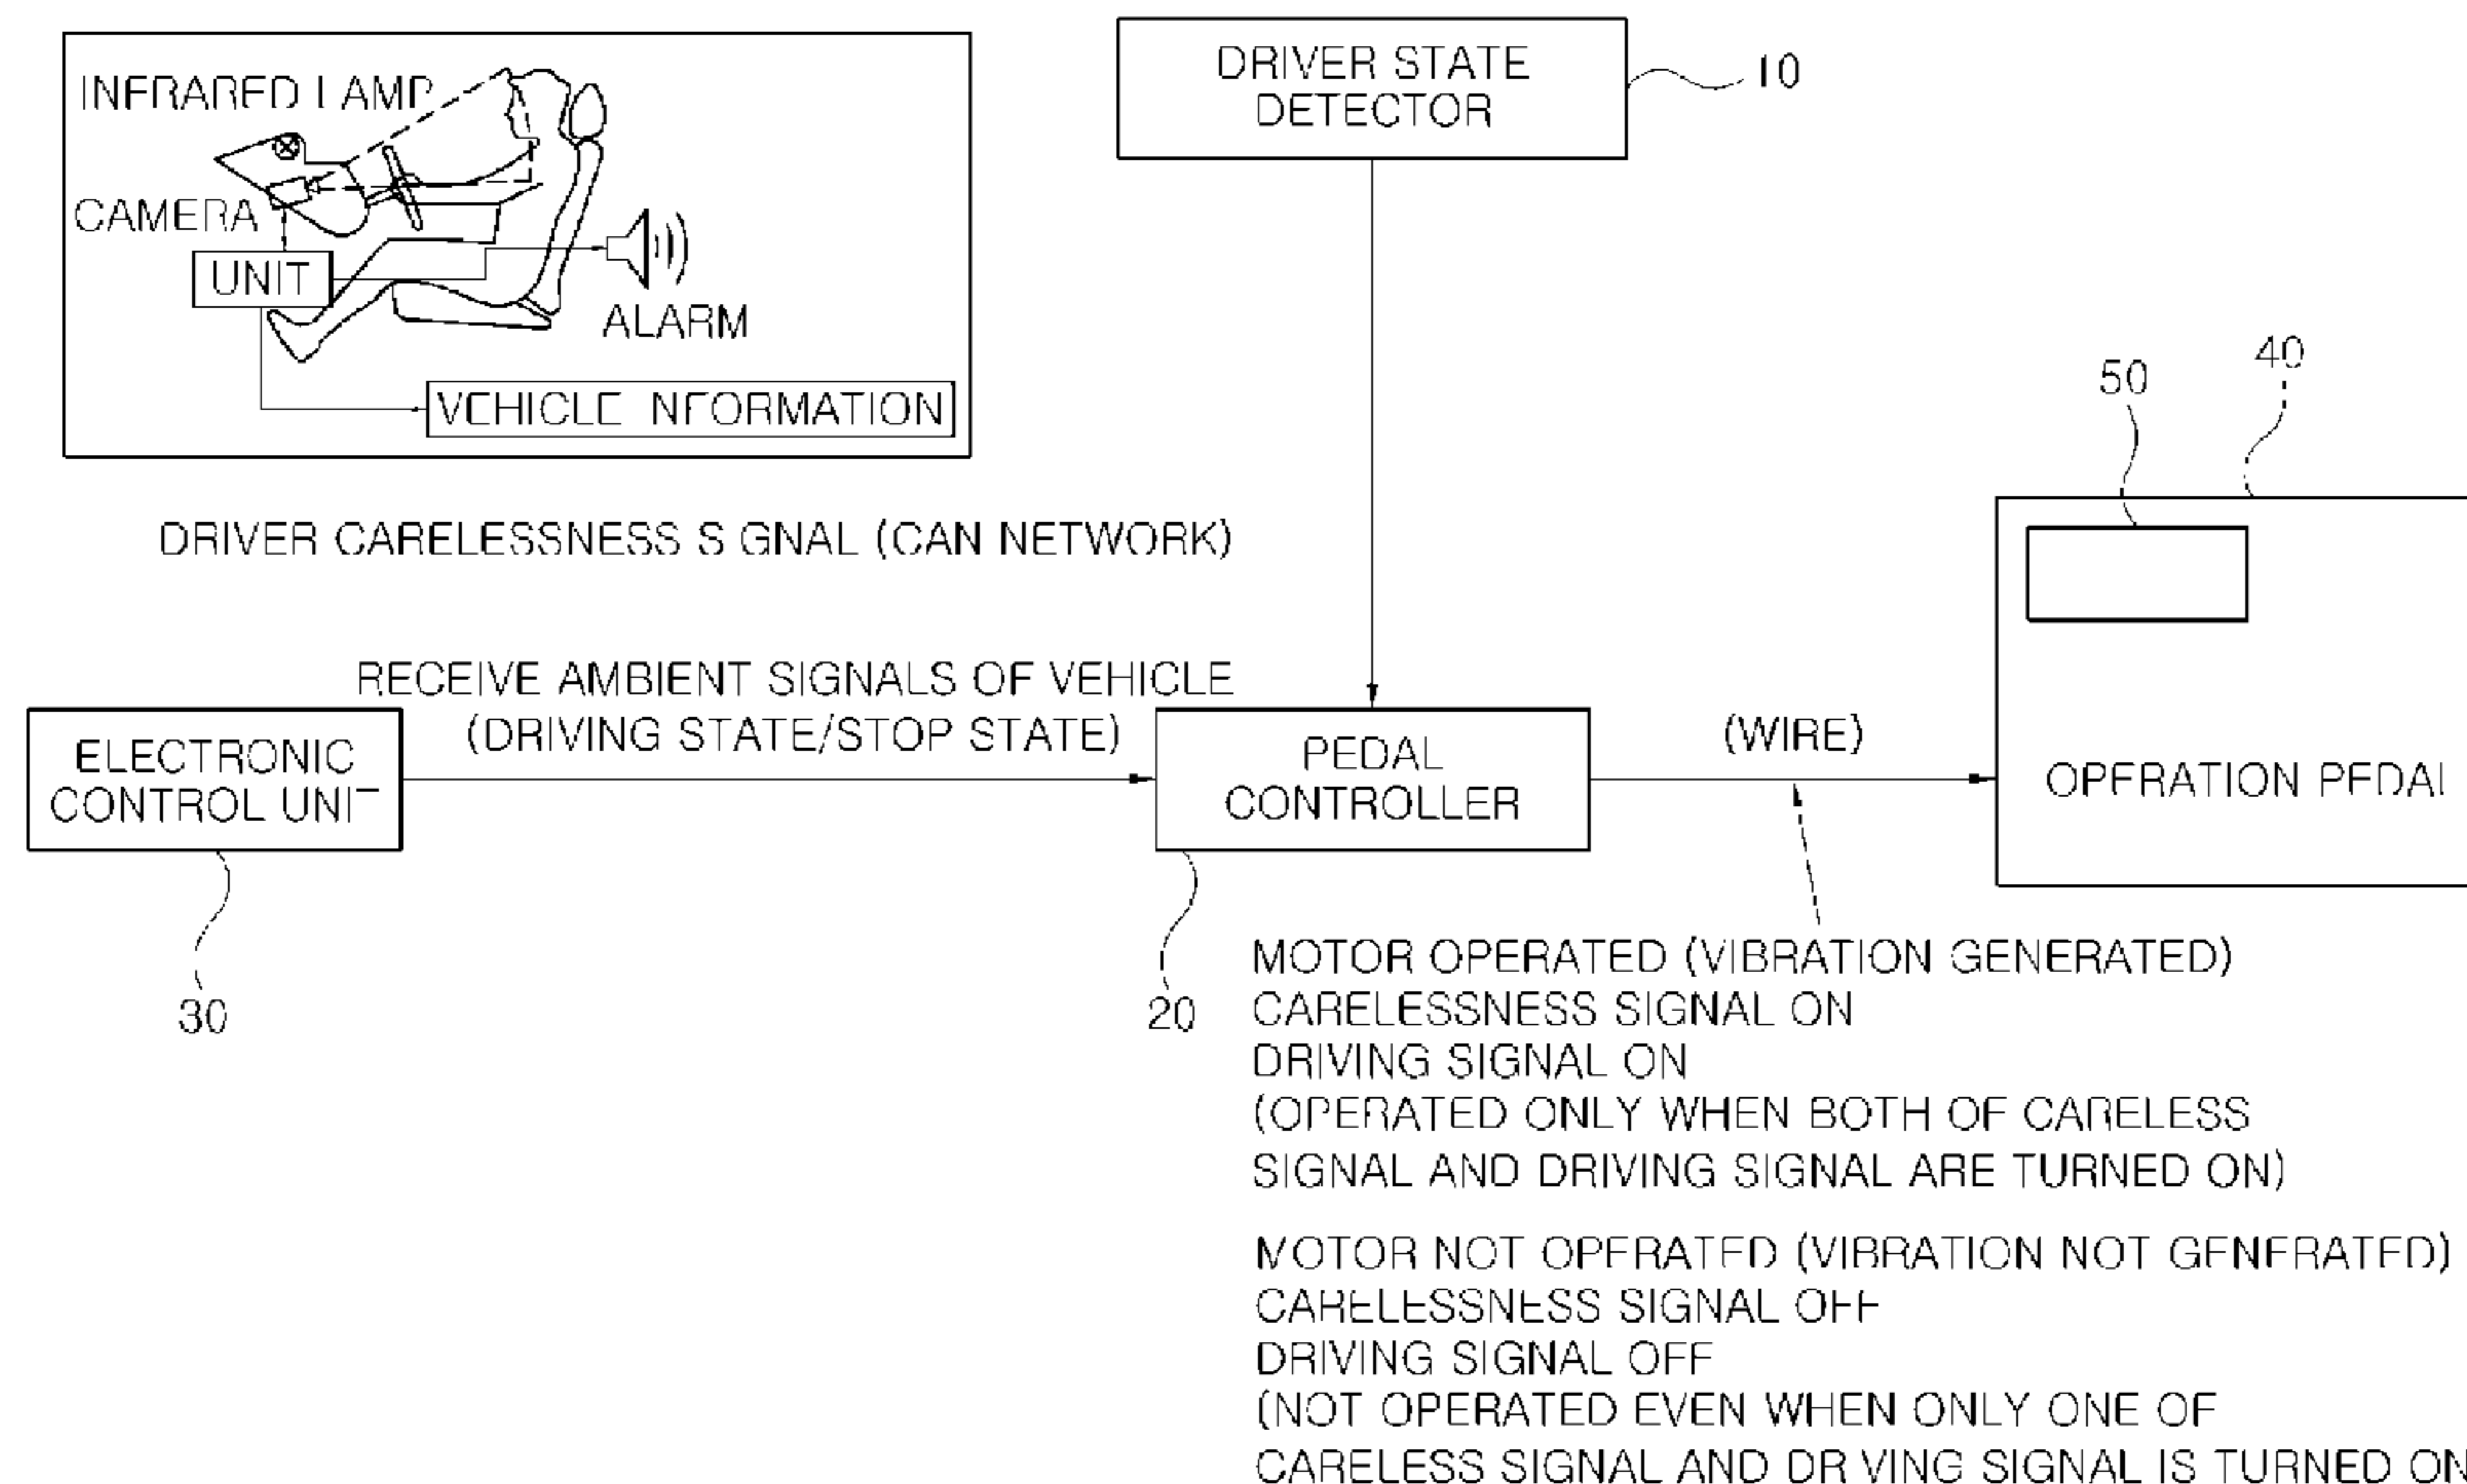 INFRARED LAMP
CAMERA
UNIT
ALARM
VEHICLE INFORMATION
DRIVER STATE
DETECTOR
10
DRIVER CARELESSNESS SIGNAL (CAN NETWORK)
50
40
RECEIVE AMBIENT SIGNALS OF VEHICLE
(DRIVING STATE/STOP STATE)
ELECTRONIC
CONTROL UNIT
30
PEDAL
CONTROLLER
20
(WIRE)
OPERATION PEDAL
MOTOR OPERATED (VIBRATION GENERATED)
CARELESSNESS SIGNAL ON
DRIVING SIGNAL ON
(OPERATED ONLY WHEN BOTH OF CARELESS
SIGNAL AND DRIVING SIGNAL ARE TURNED ON)
MOTOR NOT OPERATED (VIBRATION NOT GENERATED)
CARELESSNESS SIGNAL OFF
DRIVING SIGNAL OFF
(NOT OPERATED EVEN WHEN ONLY ONE OF
CARELESS SIGNAL AND DRIVING SIGNAL IS TURNED ON